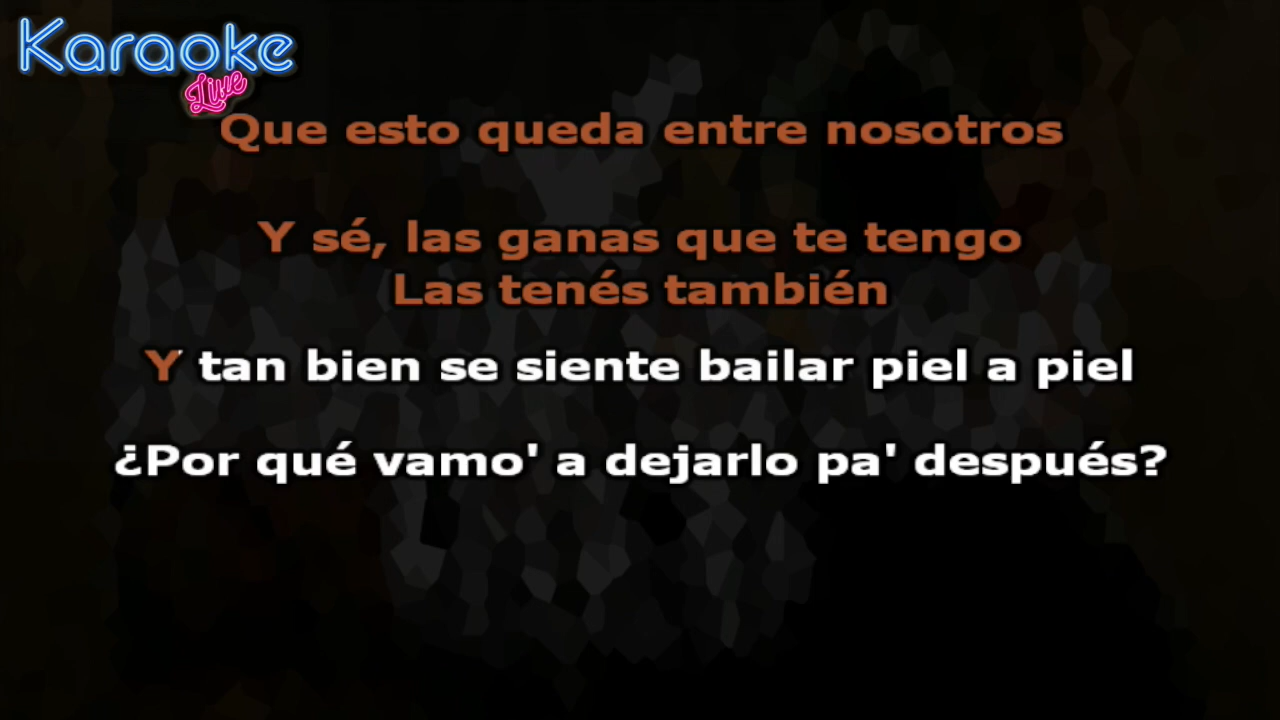 Karaoke
Live
Que esto queda entre nosotros
Y sé, las ganas que te tengo
Las tenés también
Y tan bien se siente bailar piel a piel
¿Por qué vamo' a dejarlo pa' después?